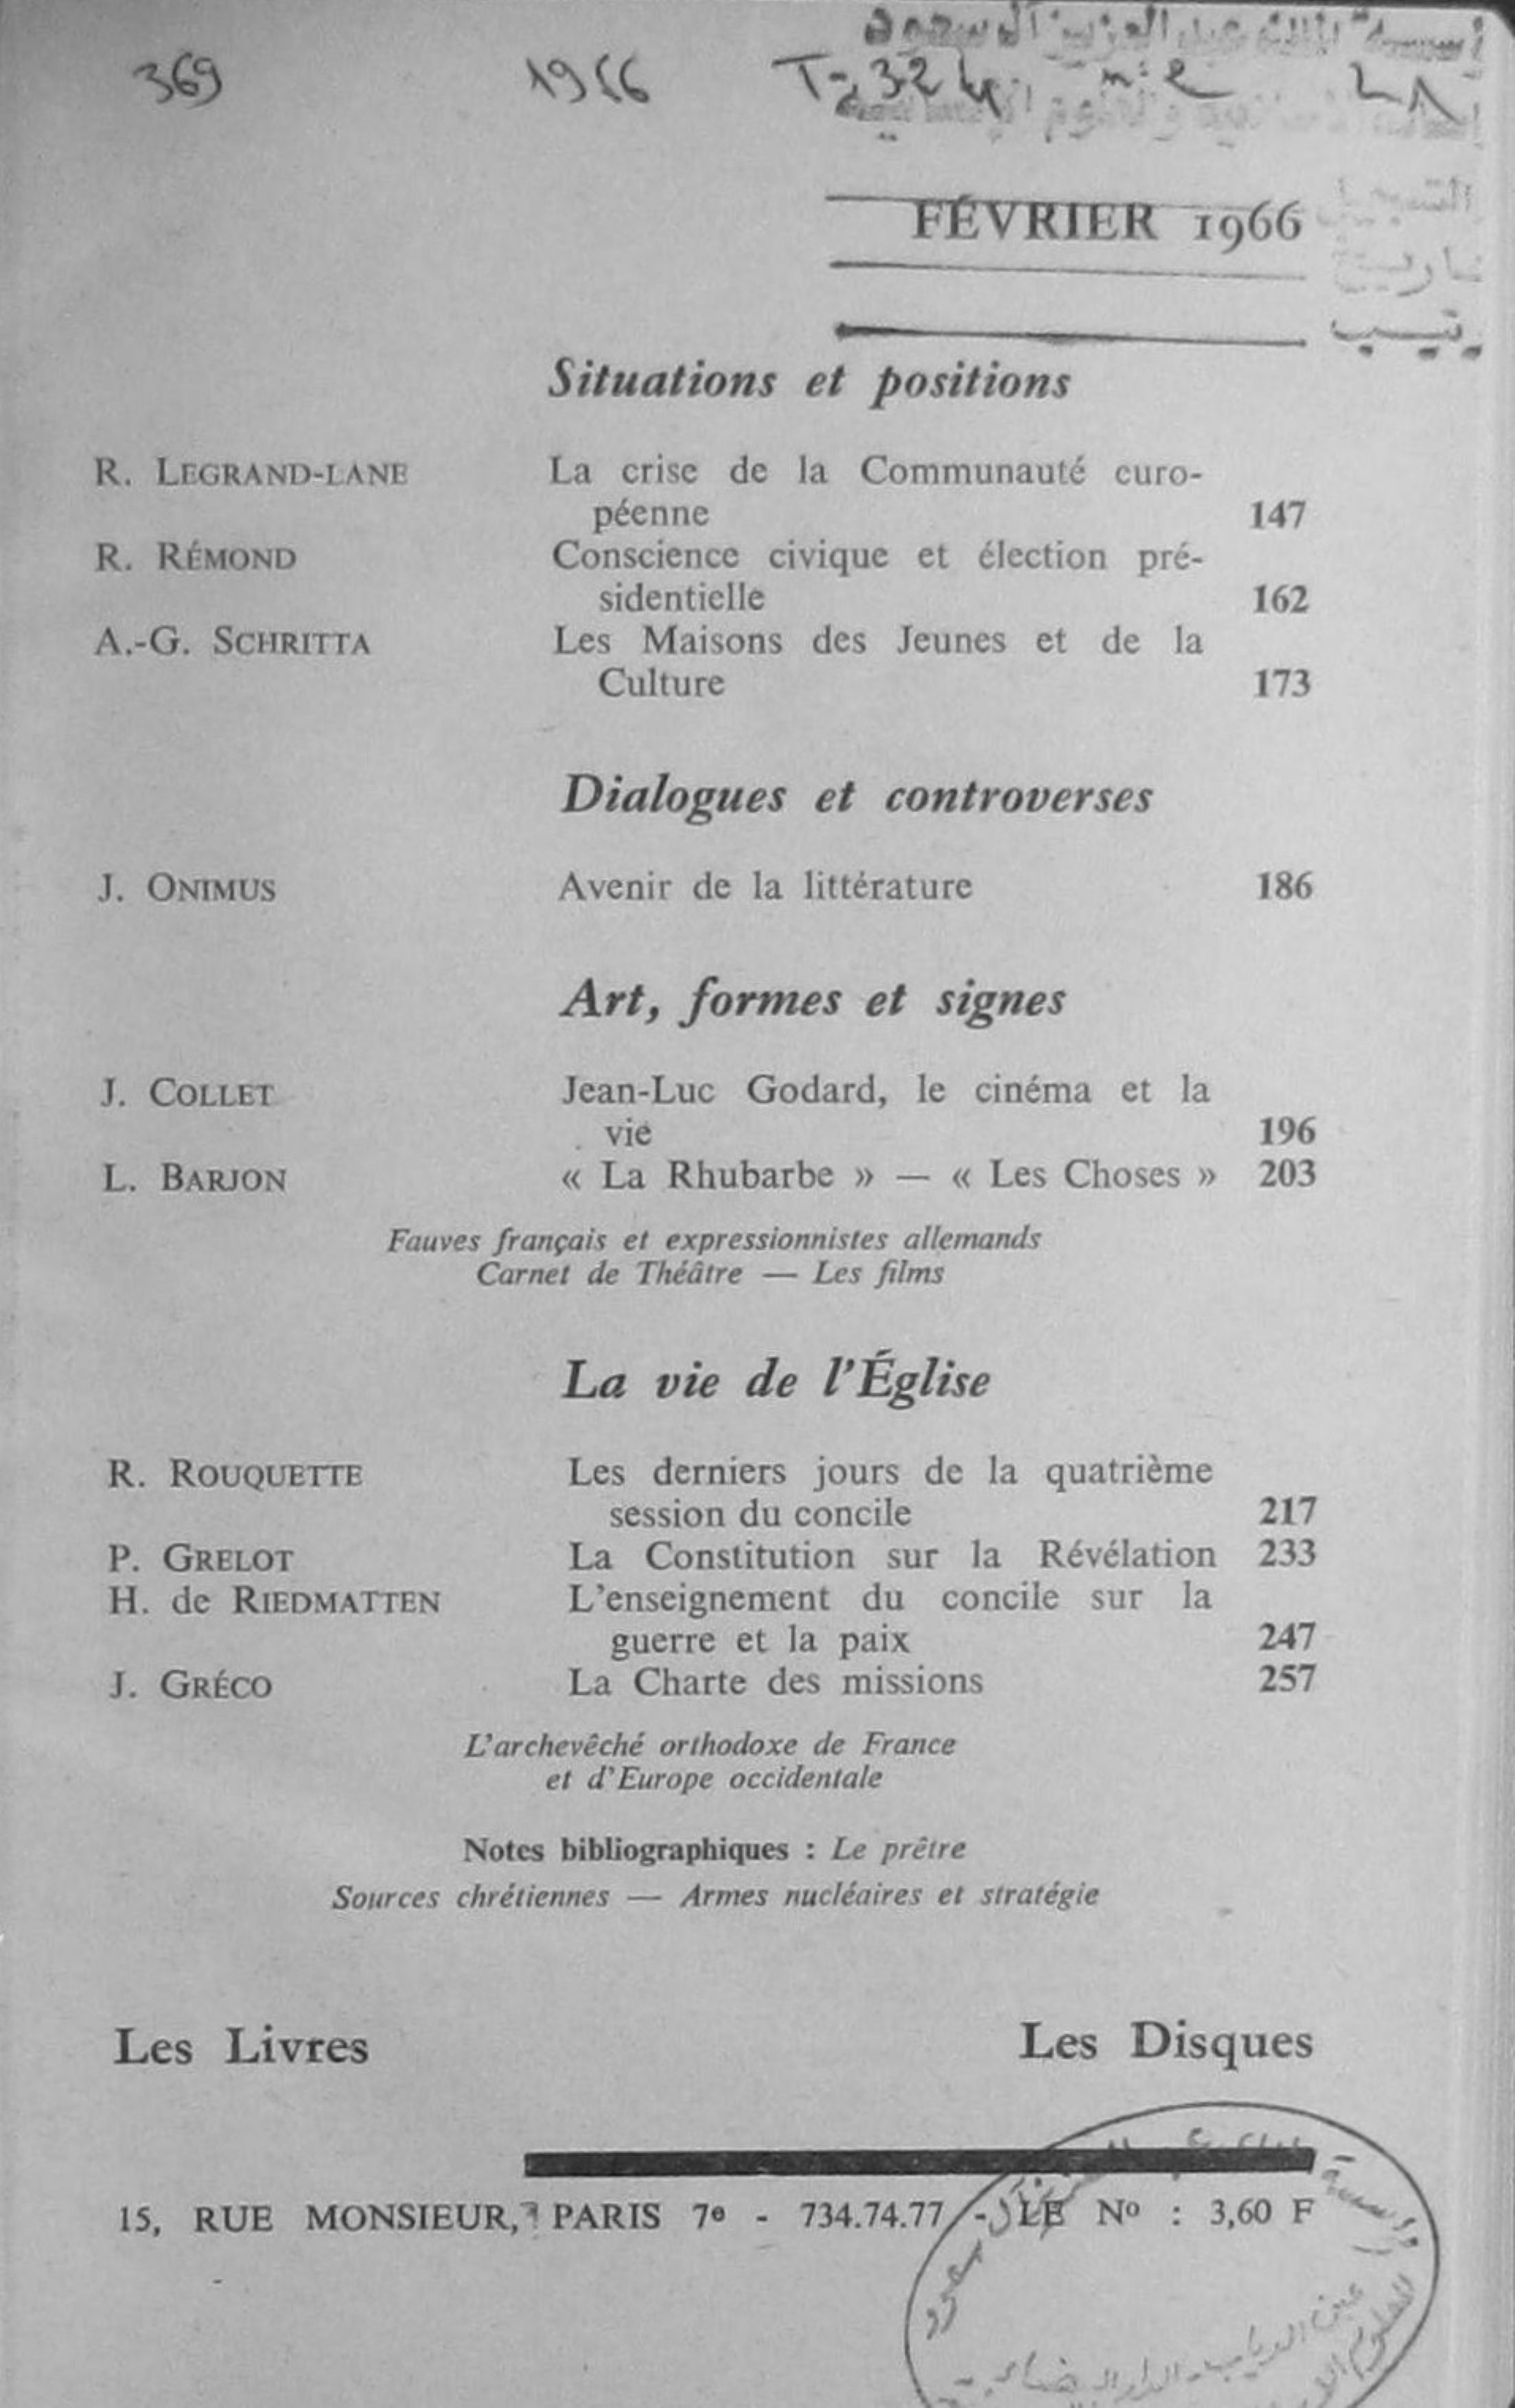 369 1966 T. 324 n: 2
FÉVRIER 1966
Situations et positions
R. LEGRAND-LANE La crise de la Communauté euro-
péenne 147
R. RÉMOND Conscience civique et élection pré-
sidentielle 162
A.-G. SCHRITTA Les Maisons des Jeunes et de la
Culture 173
Dialogues et controverses
J. ONIMUS Avenir de la littérature 186
Art, formes et signes
J. COLLET Jean-Luc Godard, le cinéma et la
vie 196
L. BARJON « La Rhubarbe » — « Les Choses » 203
Fauves français et expressionnistes allemands
Carnet de Théâtre — Les films
La vie de l'Église
R. ROUQUETTE Les derniers jours de la quatrième
session du concile 217
P. GRELOT La Constitution sur la Révélation 233
H. de RIEDMATTEN L'enseignement du concile sur la
guerre et la paix 247
J. GRÉCO La Charte des missions 257
L'archevêché orthodoxe de France
et d'Europe occidentale
Notes bibliographiques : Le prêtre
Sources chrétiennes — Armes nucléaires et stratégie
Les Livres Les Disques
15, RUE MONSIEUR, PARIS 7e - 734.74.77 - LE No : 3,60 F